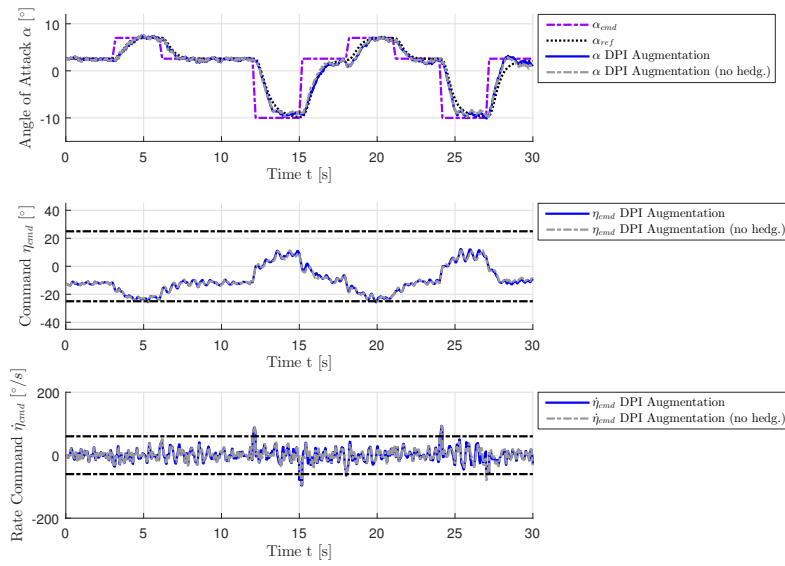 Angle of Attack α [°]
10
0
-10
0 5 10 15 20 25 30
Time t [s]
α_cmd
α_ref
α DPI Augmentation
α DPI Augmentation (no hedg.)
Command η_cmd [°]
40
20
0
-20
-40
0 5 10 15 20 25 30
Time t [s]
η_cmd DPI Augmentation
η_cmd DPI Augmentation (no hedg.)
Rate Command η̇_cmd [°/s]
200
0
-200
0 5 10 15 20 25 30
Time t [s]
η̇_cmd DPI Augmentation
η̇_cmd DPI Augmentation (no hedg.)